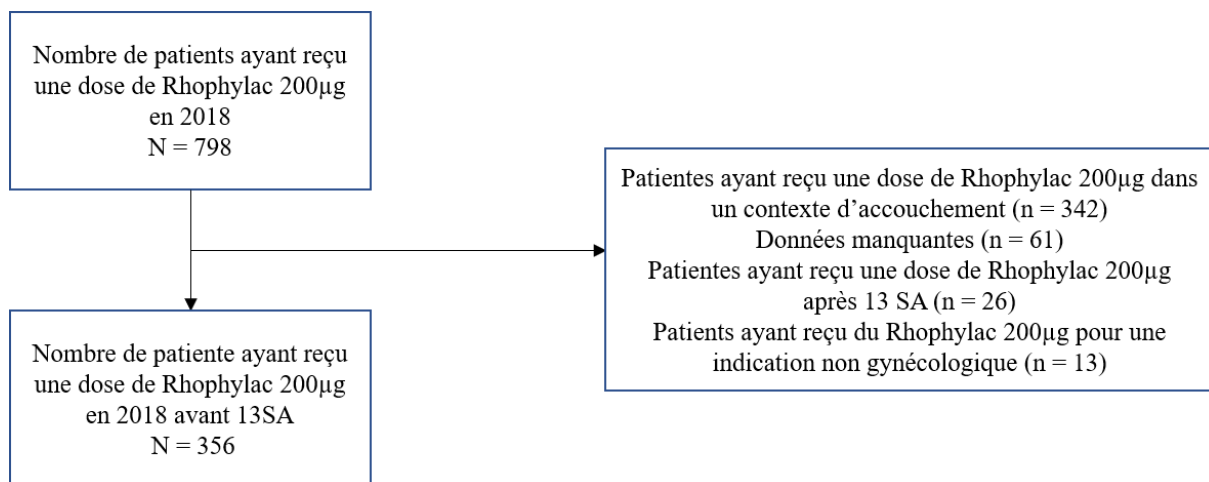 Nombre de patients ayant reçu
une dose de Rhophylac 200µg
en 2018
N = 798
Patientes ayant reçu une dose de Rhophylac 200µg dans
un contexte d’accouchement (n = 342)
Données manquantes (n = 61)
Patientes ayant reçu une dose de Rhophylac 200µg
après 13 SA (n = 26)
Patients ayant reçu du Rhophylac 200µg pour une
indication non gynécologique (n = 13)
Nombre de patiente ayant reçu
une dose de Rhophylac 200µg
en 2018 avant 13SA
N = 356